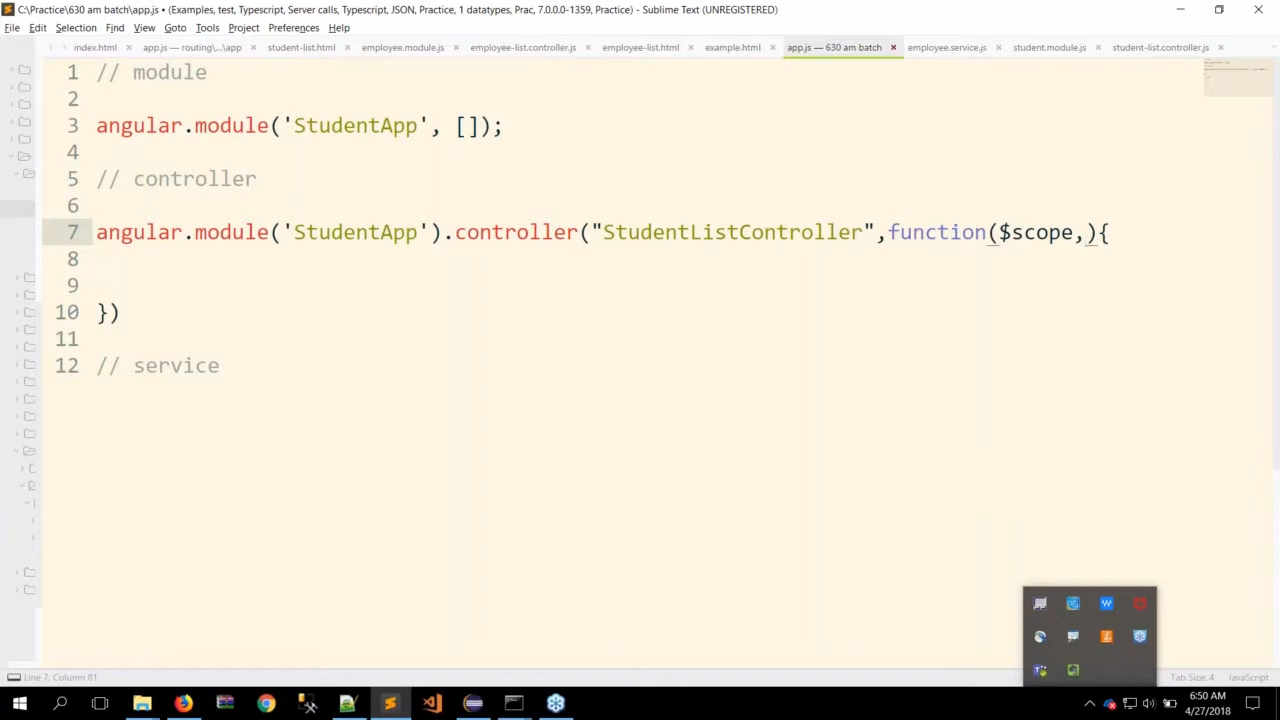 C:\Practice\630 am batch\app.js • (Examples, test, Typescript, Server calls, Typescript, JSON, Practice, 1 datatypes, Prac, 7.0.0.0-1359, Practice) - Sublime Text (UNREGISTERED)
File Edit Selection Find View Goto Tools Project Preferences Help
index.html app.js — routing\...\app student-list.html employee.module.js employee-list.controller.js employee-list.html example.html app.js — 630 am batch employee.service.js student.module.js student-list.controller.js
1 // module
2
3 angular.module('StudentApp', []);
4
5 // controller
6
7 angular.module('StudentApp').controller("StudentListController",function($scope,){
8
9
10 })
11
12 // service
Line 7, Column 81 Tab Size: 4 JavaScript
6:50 AM
4/27/2018